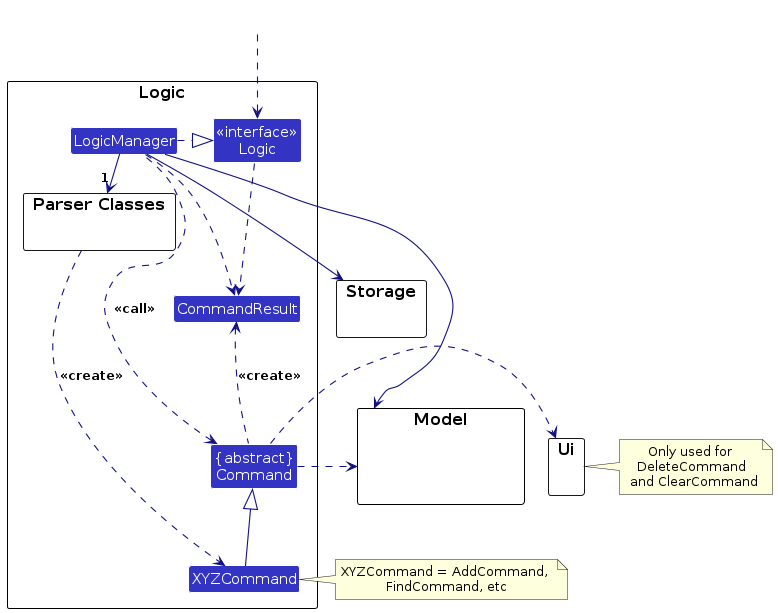 Logic
«interface»
Logic
LogicManager
1
Parser Classes
Storage
CommandResult
«call»
«create»
«create»
Model
{abstract}
Command
Ui
Only used for
DeleteCommand
and ClearCommand
XYZCommand
XYZCommand = AddCommand,
FindCommand, etc